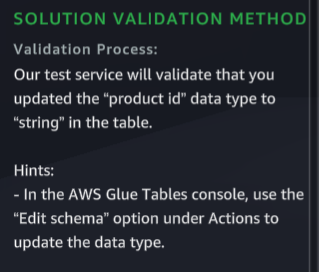 SOLUTION VALIDATION METHOD
Validation Process:
Our test service will validate that you
updated the “product id” data type to
“string” in the table.
Hints:
- In the AWS Glue Tables console, use the
“Edit schema” option under Actions to
update the data type.